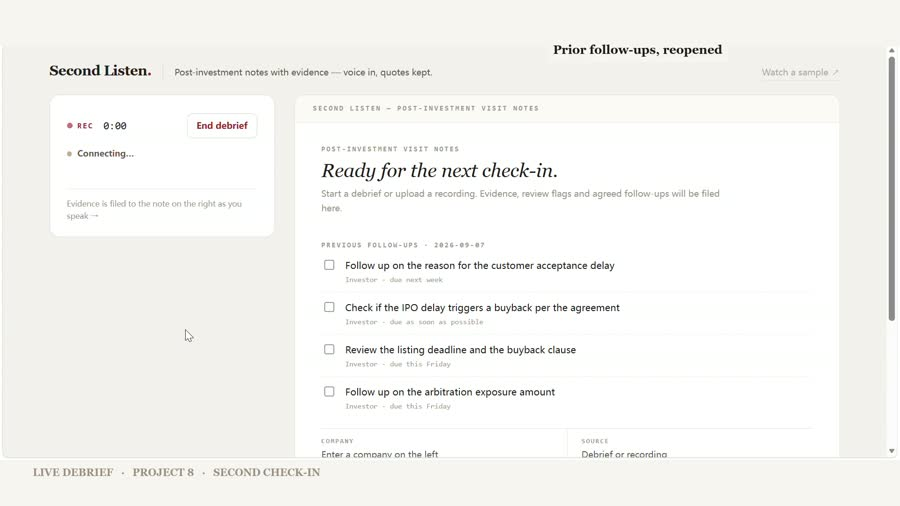 Prior follow-ups, reopened
Second Listen.
Post-investment notes with evidence — voice in, quotes kept.
Watch a sample ↗
REC 0:00
End debrief
Connecting...
Evidence is filed to the note on the right as you
speak →
SECOND LISTEN — POST-INVESTMENT VISIT NOTES
POST-INVESTMENT VISIT NOTES
Ready for the next check-in.
Start a debrief or upload a recording. Evidence, review flags and agreed follow-ups will be filed
here.
PREVIOUS FOLLOW-UPS · 2026-09-07
Follow up on the reason for the customer acceptance delay
Investor · due next week
Check if the IPO delay triggers a buyback per the agreement
Investor · due as soon as possible
Review the listing deadline and the buyback clause
Investor · due this Friday
Follow up on the arbitration exposure amount
Investor · due this Friday
COMPANY
Enter a company on the left
SOURCE
Debrief or recording
LIVE DEBRIEF · PROJECT 8 · SECOND CHECK-IN